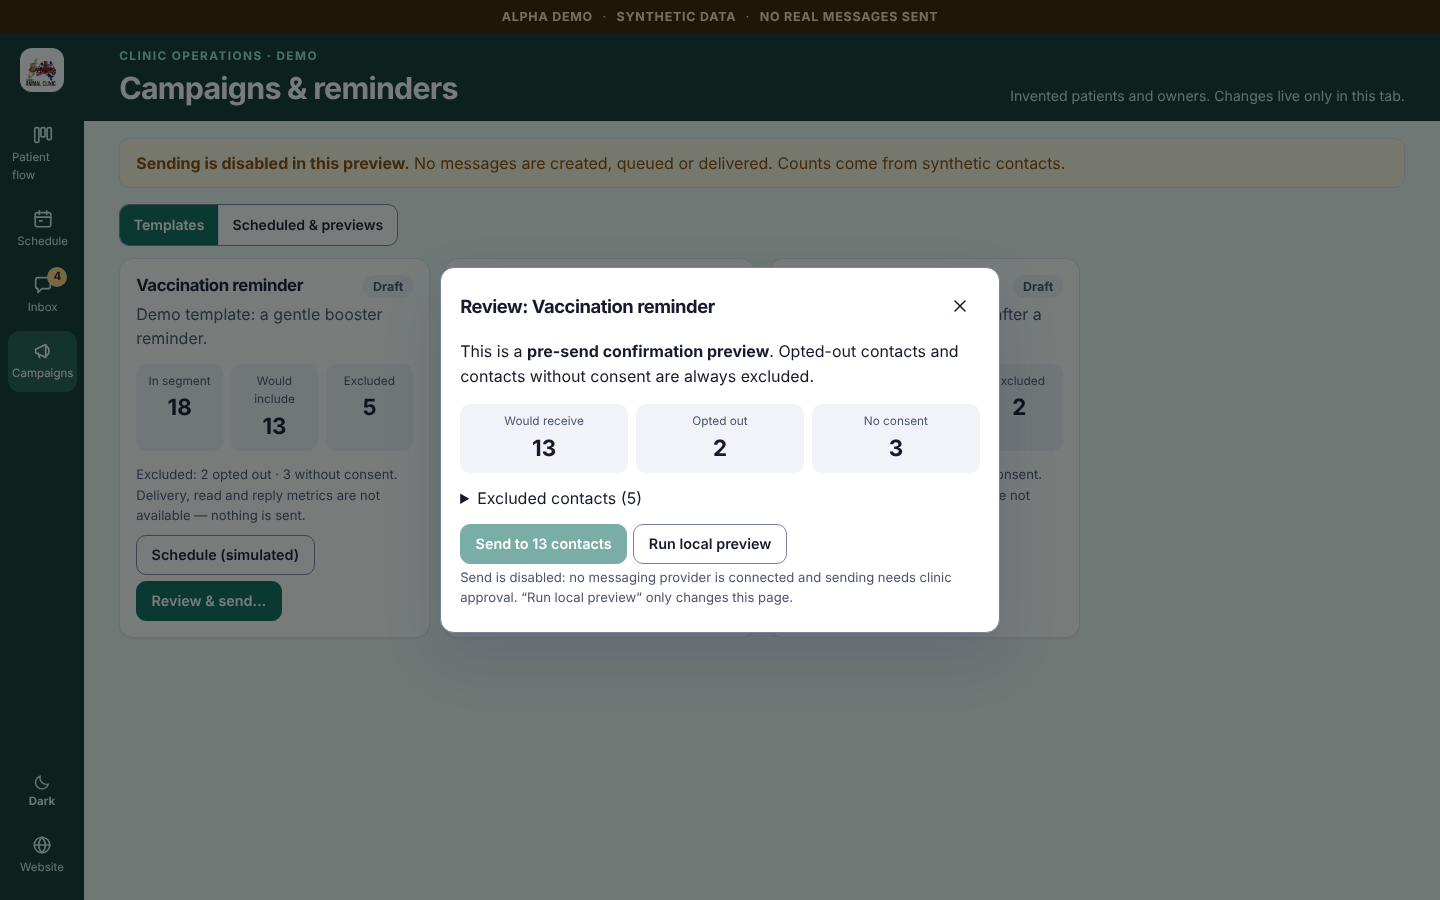 ALPHA DEMO · SYNTHETIC DATA · NO REAL MESSAGES SENT
CLINIC OPERATIONS · DEMO
Campaigns & reminders
Invented patients and owners. Changes live only in this tab.
Patient
flow
Schedule
4
Inbox
Campaigns
Dark
Website
Sending is disabled in this preview. No messages are created, queued or delivered. Counts come from synthetic contacts.
Templates
Scheduled & previews
Vaccination reminder
Draft
Demo template: a gentle booster
reminder.
In segment
18
Would
include
13
Excluded
5
Excluded: 2 opted out · 3 without consent.
Delivery, read and reply metrics are not
available — nothing is sent.
Schedule (simulated)
Review & send...
Review: Vaccination reminder
This is a pre-send confirmation preview. Opted-out contacts and
contacts without consent are always excluded.
Would receive
13
Opted out
2
No consent
3
Excluded contacts (5)
Send to 13 contacts
Run local preview
Send is disabled: no messaging provider is connected and sending needs clinic
approval. “Run local preview” only changes this page.
Draft
after a
xcluded
2
onsent.
e not